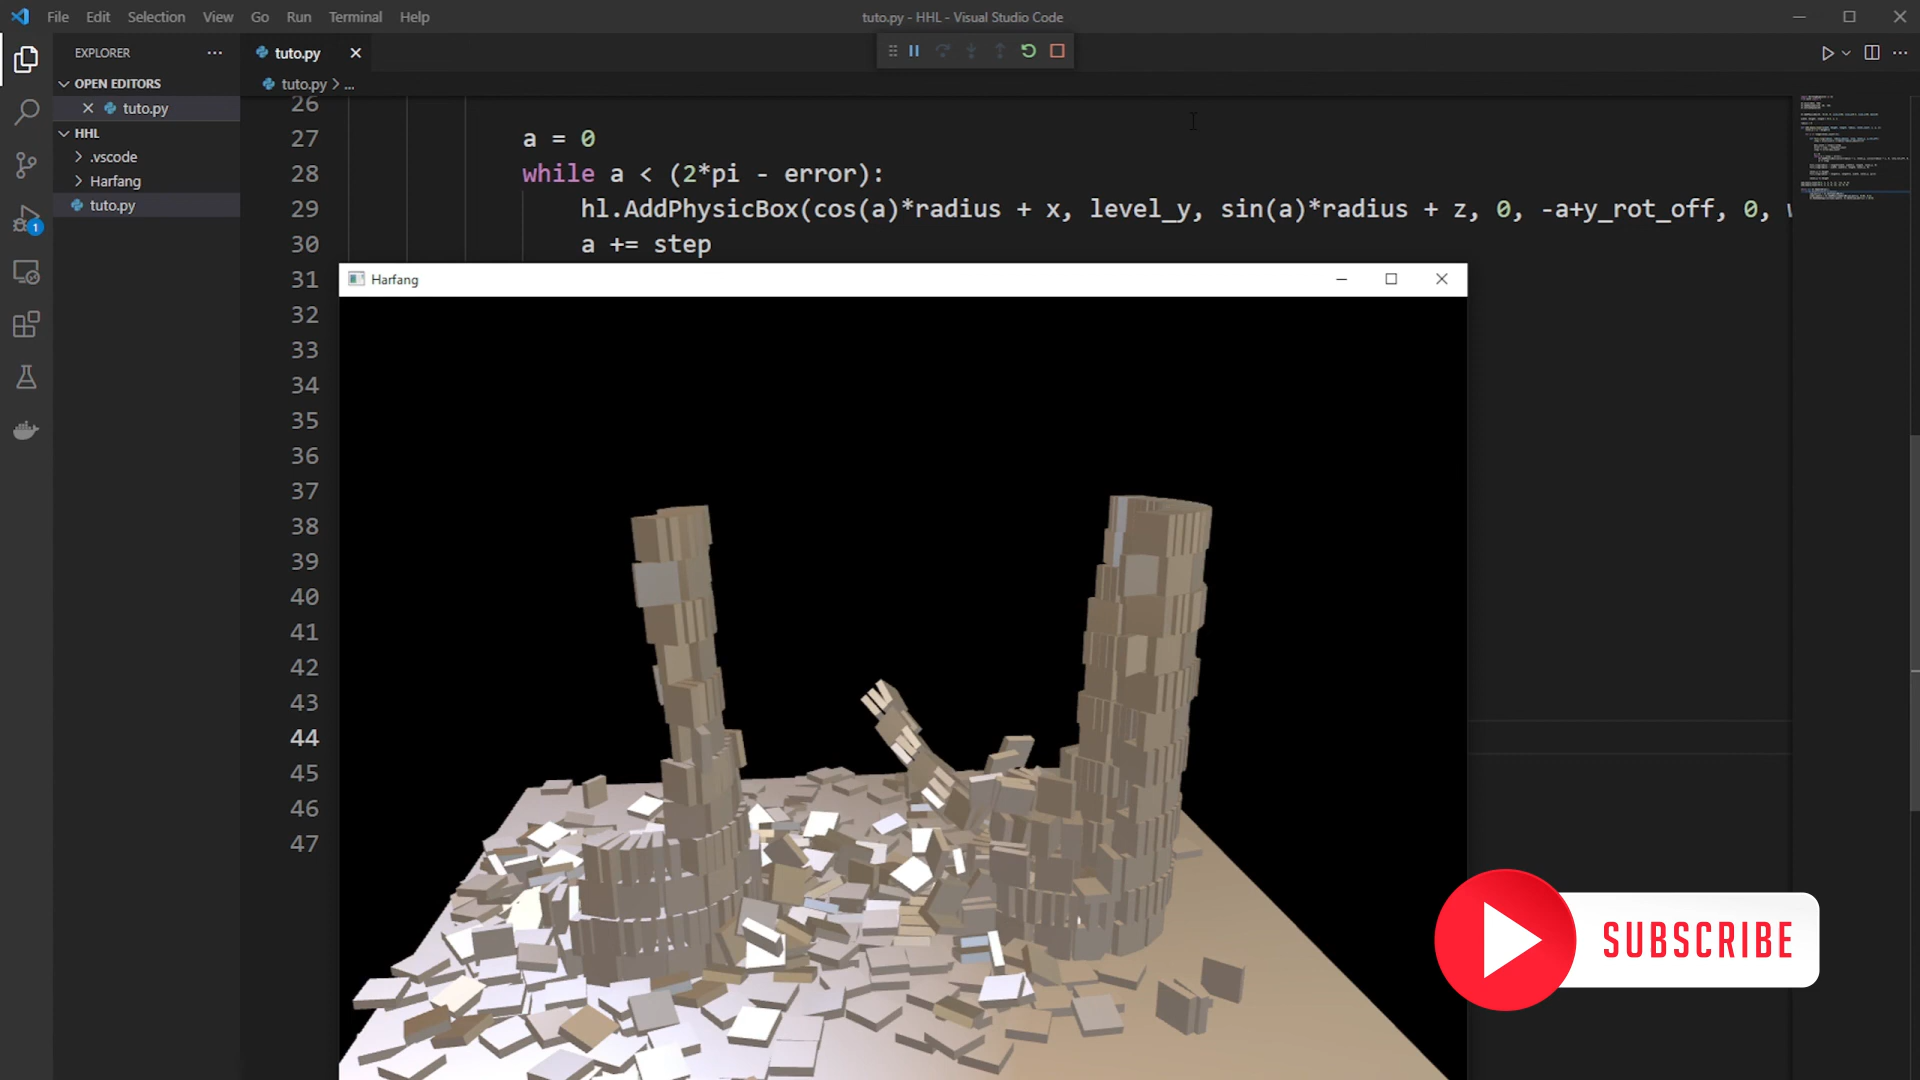 File Edit Selection View Go Run Terminal Help
tuto.py - HHL - Visual Studio Code
EXPLORER
tuto.py
OPEN EDITORS
tuto.py
HHL
.vscode
Harfang
tuto.py
1
tuto.py > ...
26
27 a = 0
28 while a < (2*pi - error):
29 hl.AddPhysicBox(cos(a)*radius + x, level_y, sin(a)*radius + z, 0, -a+y_rot_off, 0,
30 a += step
31
32
33
34
35
36
37
38
39
40
41
42
43
44
45
46
47
Harfang
SUBSCRIBE